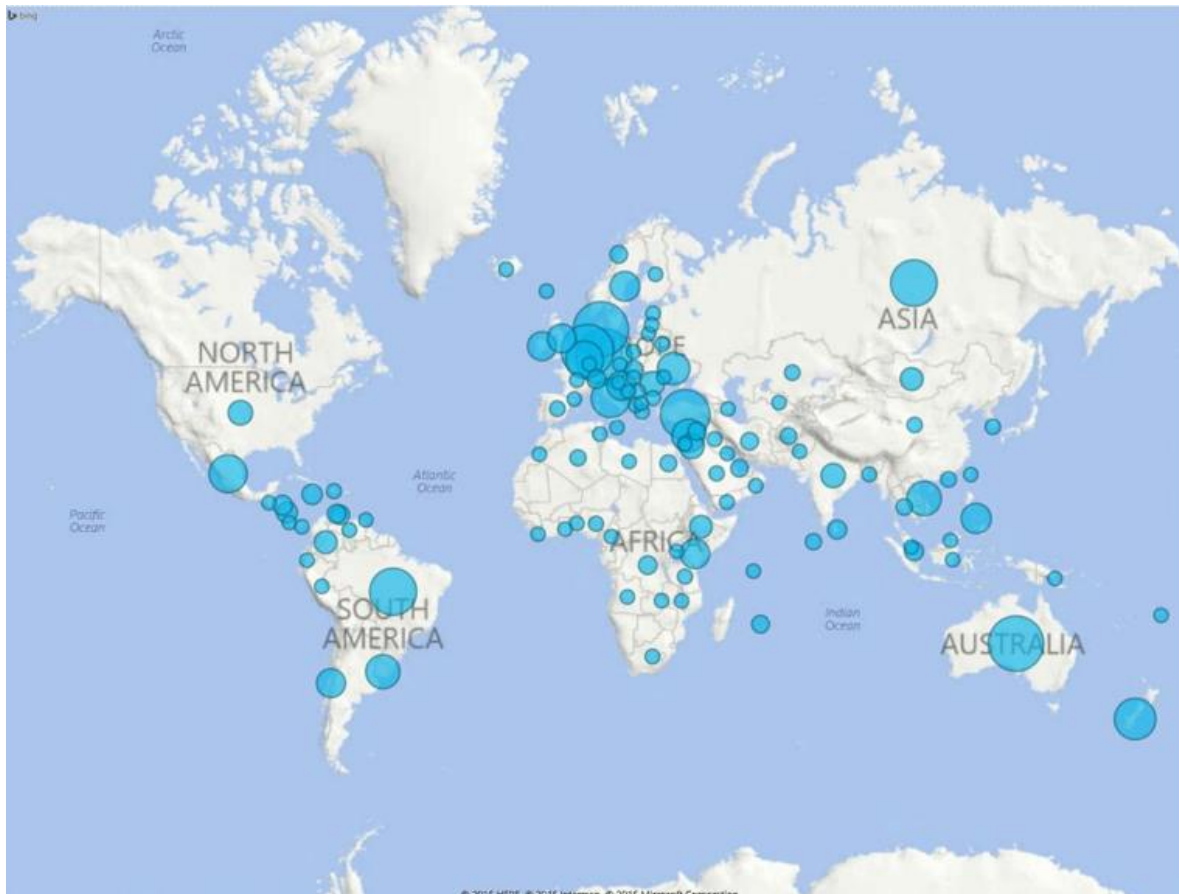 bing
Arctic
Ocean
NORTH
AMERICA
ASIA
Atlantic
Ocean
Pacific
Ocean
AFRICA
Indian
Ocean
SOUTH
AMERICA
AUSTRALIA